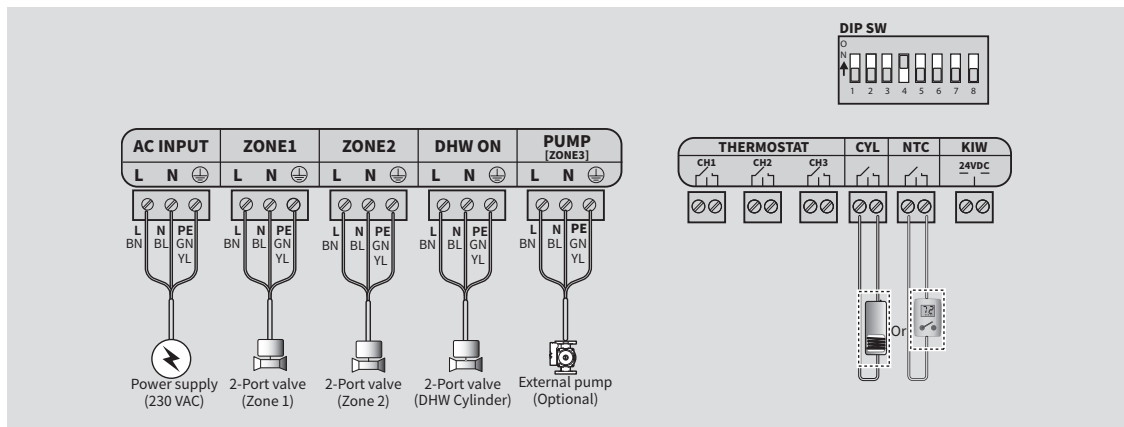 DIP SW
O
N
1 2 3 4 5 6 7 8
AC INPUT ZONE1 ZONE2 DHW ON PUMP
[ZONE3]
L N L N L N L N L N
L N PE L N PE L N PE L N PE L N PE
BN BL GN BN BL GN BN BL GN BN BL GN BN BL GN
YL YL YL YL YL
Power supply
(230 VAC)
2-Port valve
(Zone 1)
2-Port valve
(Zone 2)
2-Port valve
(DHW Cylinder)
External pump
(Optional)
THERMOSTAT CYL NTC KIW
CH1 CH2 CH3 24VDC
Or
7.2